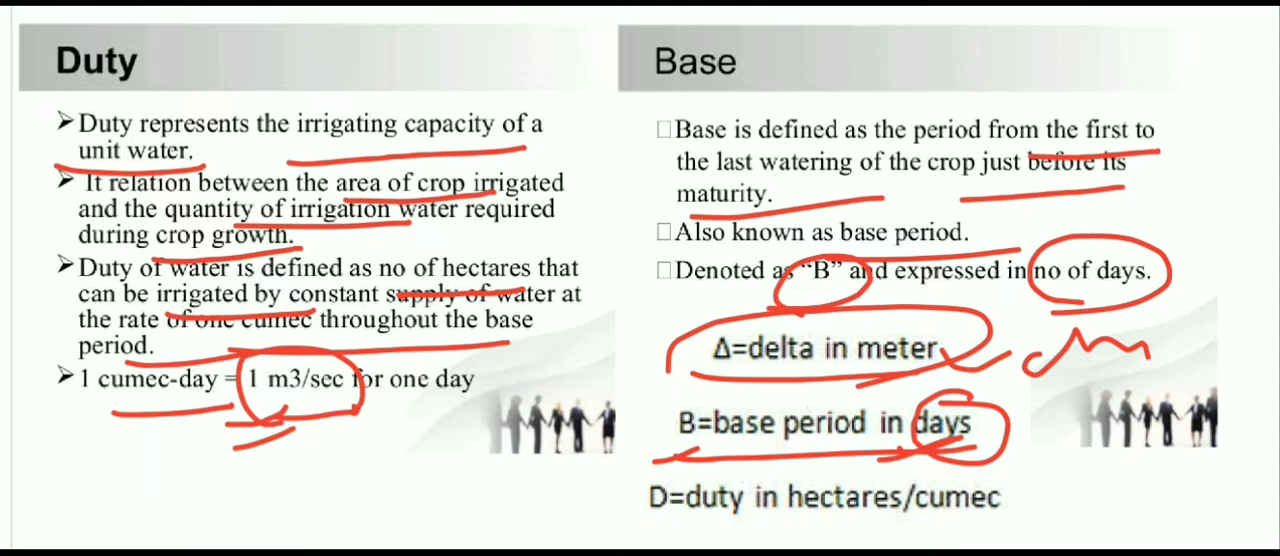 Duty
➢Duty represents the irrigating capacity of a
unit water.
➢ It relation between the area of crop irrigated
and the quantity of irrigation water required
during crop growth.
➢Duty of water is defined as no of hectares that
can be irrigated by constant supply of water at
the rate of one cumec throughout the base
period.
➢1 cumec-day = 1 m3/sec for one day
Base
□Base is defined as the period from the first to
the last watering of the crop just before its
maturity.
□Also known as base period.
□Denoted as “B” and expressed in no of days.
Δ=delta in meter
B=base period in days
D=duty in hectares/cumec